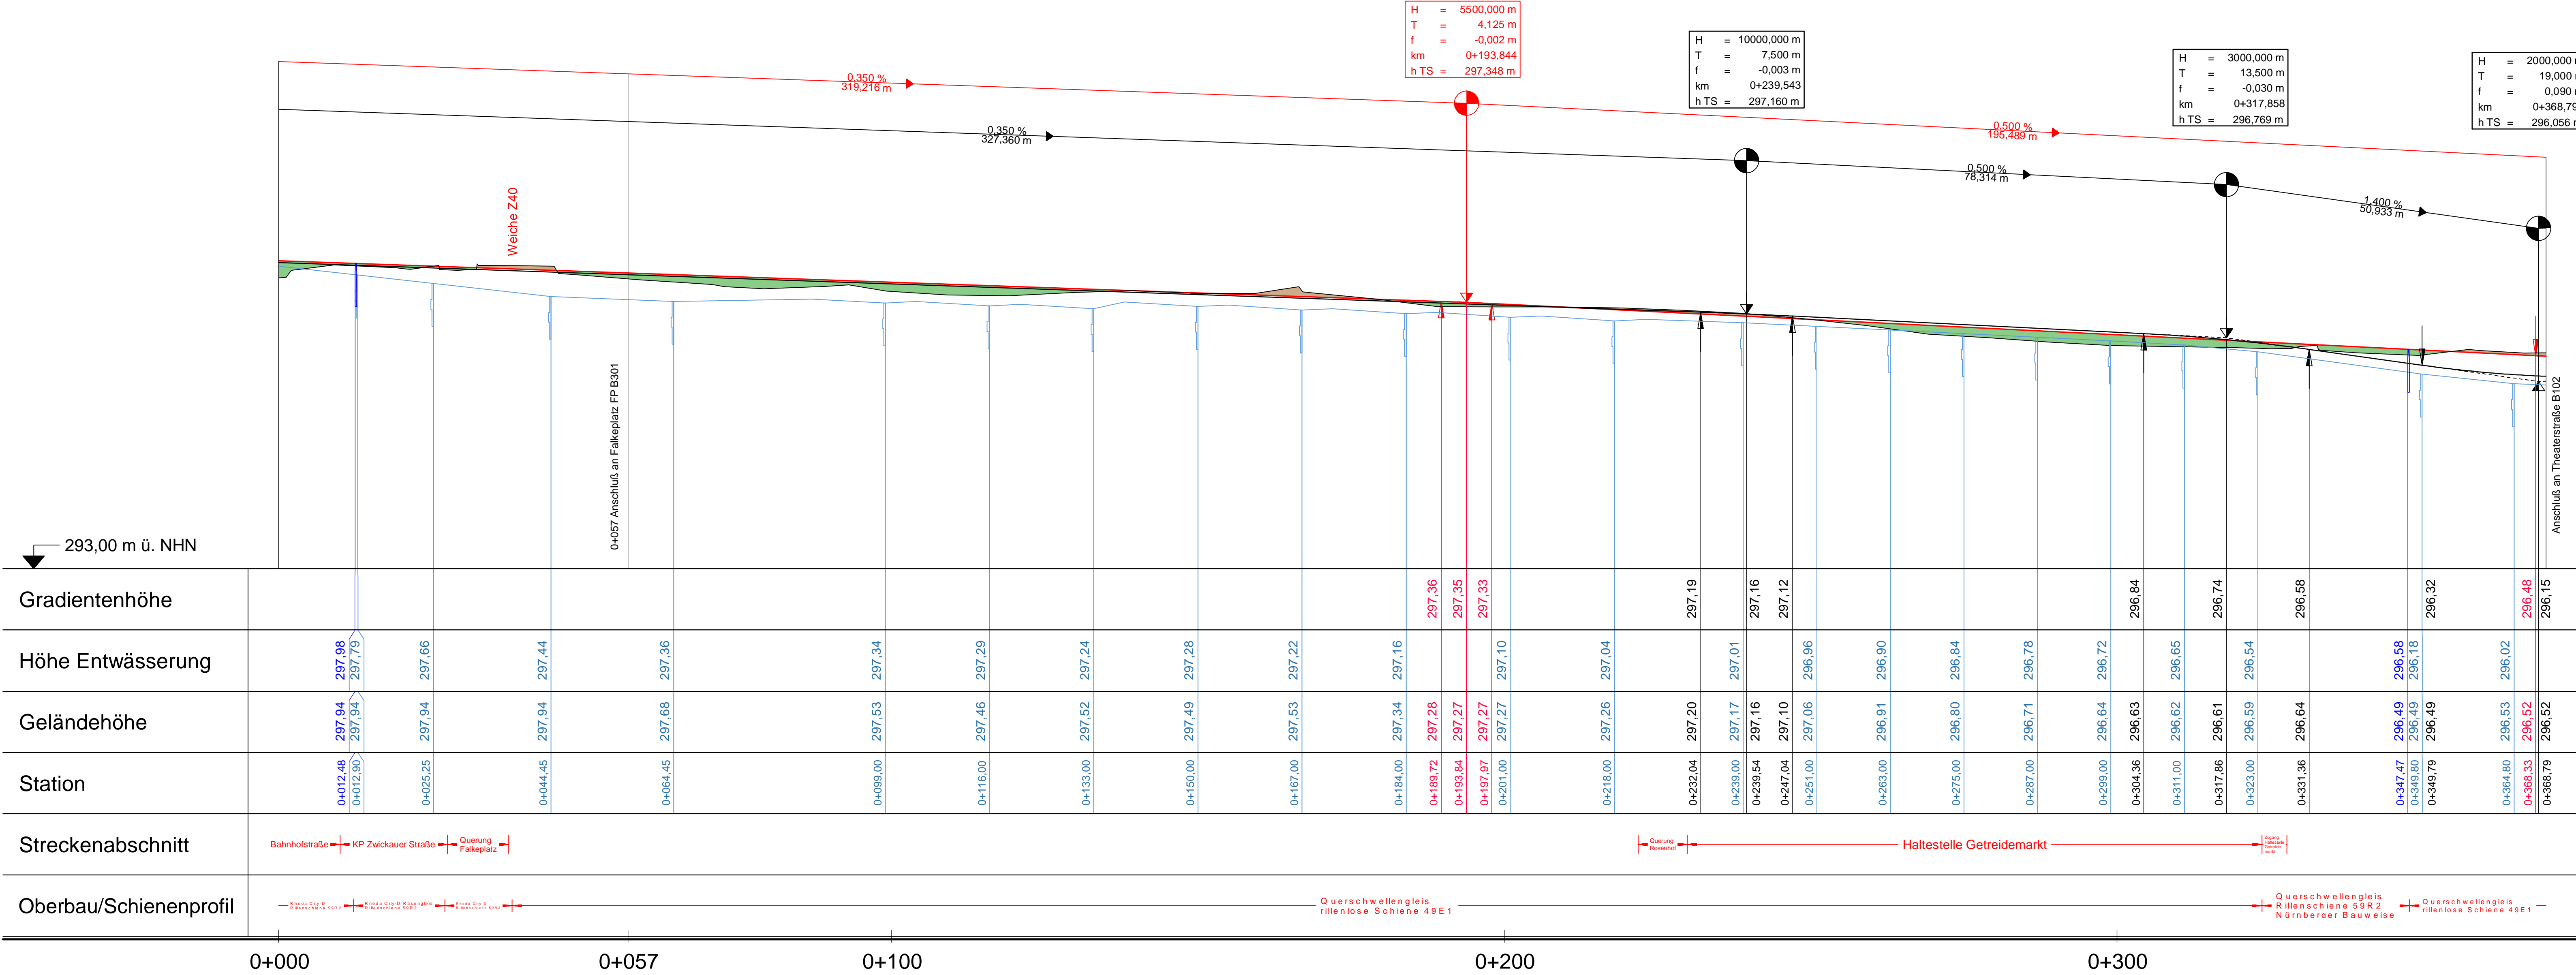 H = 5500,000 m
T = 4,125 m
f = -0,002 m
km 0+193,844
h TS = 297,348 m
H = 10000,000 m
T = 7,500 m
f = -0,003 m
km 0+239,543
h TS = 297,160 m
H = 3000,000 m
T = 13,500 m
f = -0,030 m
km 0+317,858
h TS = 296,769 m
H = 2000,000
T = 19,000
f = 0,090
km 0+368,79
h TS = 296,056
0,350 %
319,216 m
0,350 %
327,360 m
0,500 %
195,489 m
0,500 %
78,314 m
1,400 %
50,933 m
Weiche Z40
0+057 Anschluß an Falkeplatz FP B301
Anschluß an Theaterstraße B102
293,00 m ü. NHN
Gradientenhöhe
297,36
297,35
297,33
297,19
297,16
297,12
296,84
296,74
296,58
296,32
296,48
296,15
Höhe Entwässerung
297,98
297,79
297,66
297,44
297,36
297,34
297,29
297,24
297,28
297,22
297,16
297,10
297,04
297,01
296,96
296,90
296,84
296,78
296,72
296,65
296,54
296,58
296,18
296,02
Geländehöhe
297,94
297,94
297,94
297,94
297,68
297,53
297,46
297,52
297,49
297,53
297,34
297,28
297,27
297,27
297,27
297,26
297,20
297,17
297,16
297,10
297,06
296,91
296,80
296,71
296,64
296,63
296,62
296,61
296,59
296,64
296,49
296,49
296,49
296,53
296,52
296,52
Station
0+012,48
0+012,90
0+025,25
0+044,45
0+064,45
0+099,00
0+116,00
0+133,00
0+150,00
0+167,00
0+184,00
0+189,72
0+193,84
0+197,97
0+201,00
0+218,00
0+232,04
0+239,00
0+239,54
0+247,04
0+251,00
0+263,00
0+275,00
0+287,00
0+299,00
0+304,36
0+311,00
0+317,86
0+323,00
0+331,36
0+347,47
0+349,80
0+349,79
0+364,80
0+368,33
0+368,79
Streckenabschnitt
Bahnhofstraße
KP Zwickauer Straße
Querung
Falkeplatz
Querung
Rosenhof
Haltestelle Getreidemarkt
Zugang
Haltestelle
Getreide
markt
Oberbau/Schienenprofil
Rheda City-D
Rillenschiene 59R2
Rheda City-D Rasengleis
Rillenschiene 59R2
Rheda City-D
Rillenschiene 59R2
Querschwellengleis
rillenlose Schiene 49E1
Querschwellengleis
Rillenschiene 59R2
Nürnberger Bauweise
Querschwellengleis
rillenlose Schiene 49E1
0+000
0+057
0+100
0+200
0+300